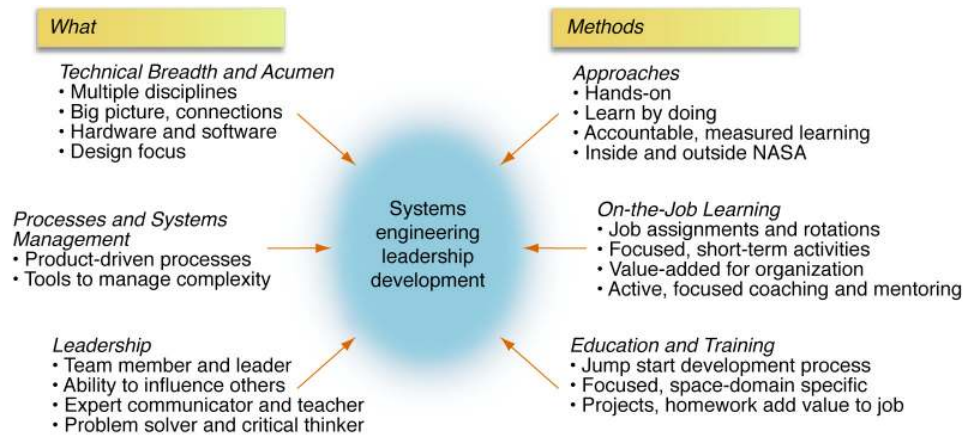 What
Technical Breadth and Acumen
• Multiple disciplines
• Big picture, connections
• Hardware and software
• Design focus
Processes and Systems
Management
• Product-driven processes
• Tools to manage complexity
Leadership
• Team member and leader
• Ability to influence others
• Expert communicator and teacher
• Problem solver and critical thinker
Systems
engineering
leadership
development
Methods
Approaches
• Hands-on
• Learn by doing
• Accountable, measured learning
• Inside and outside NASA
On-the-Job Learning
• Job assignments and rotations
• Focused, short-term activities
• Value-added for organization
• Active, focused coaching and mentoring
Education and Training
• Jump start development process
• Focused, space-domain specific
• Projects, homework add value to job